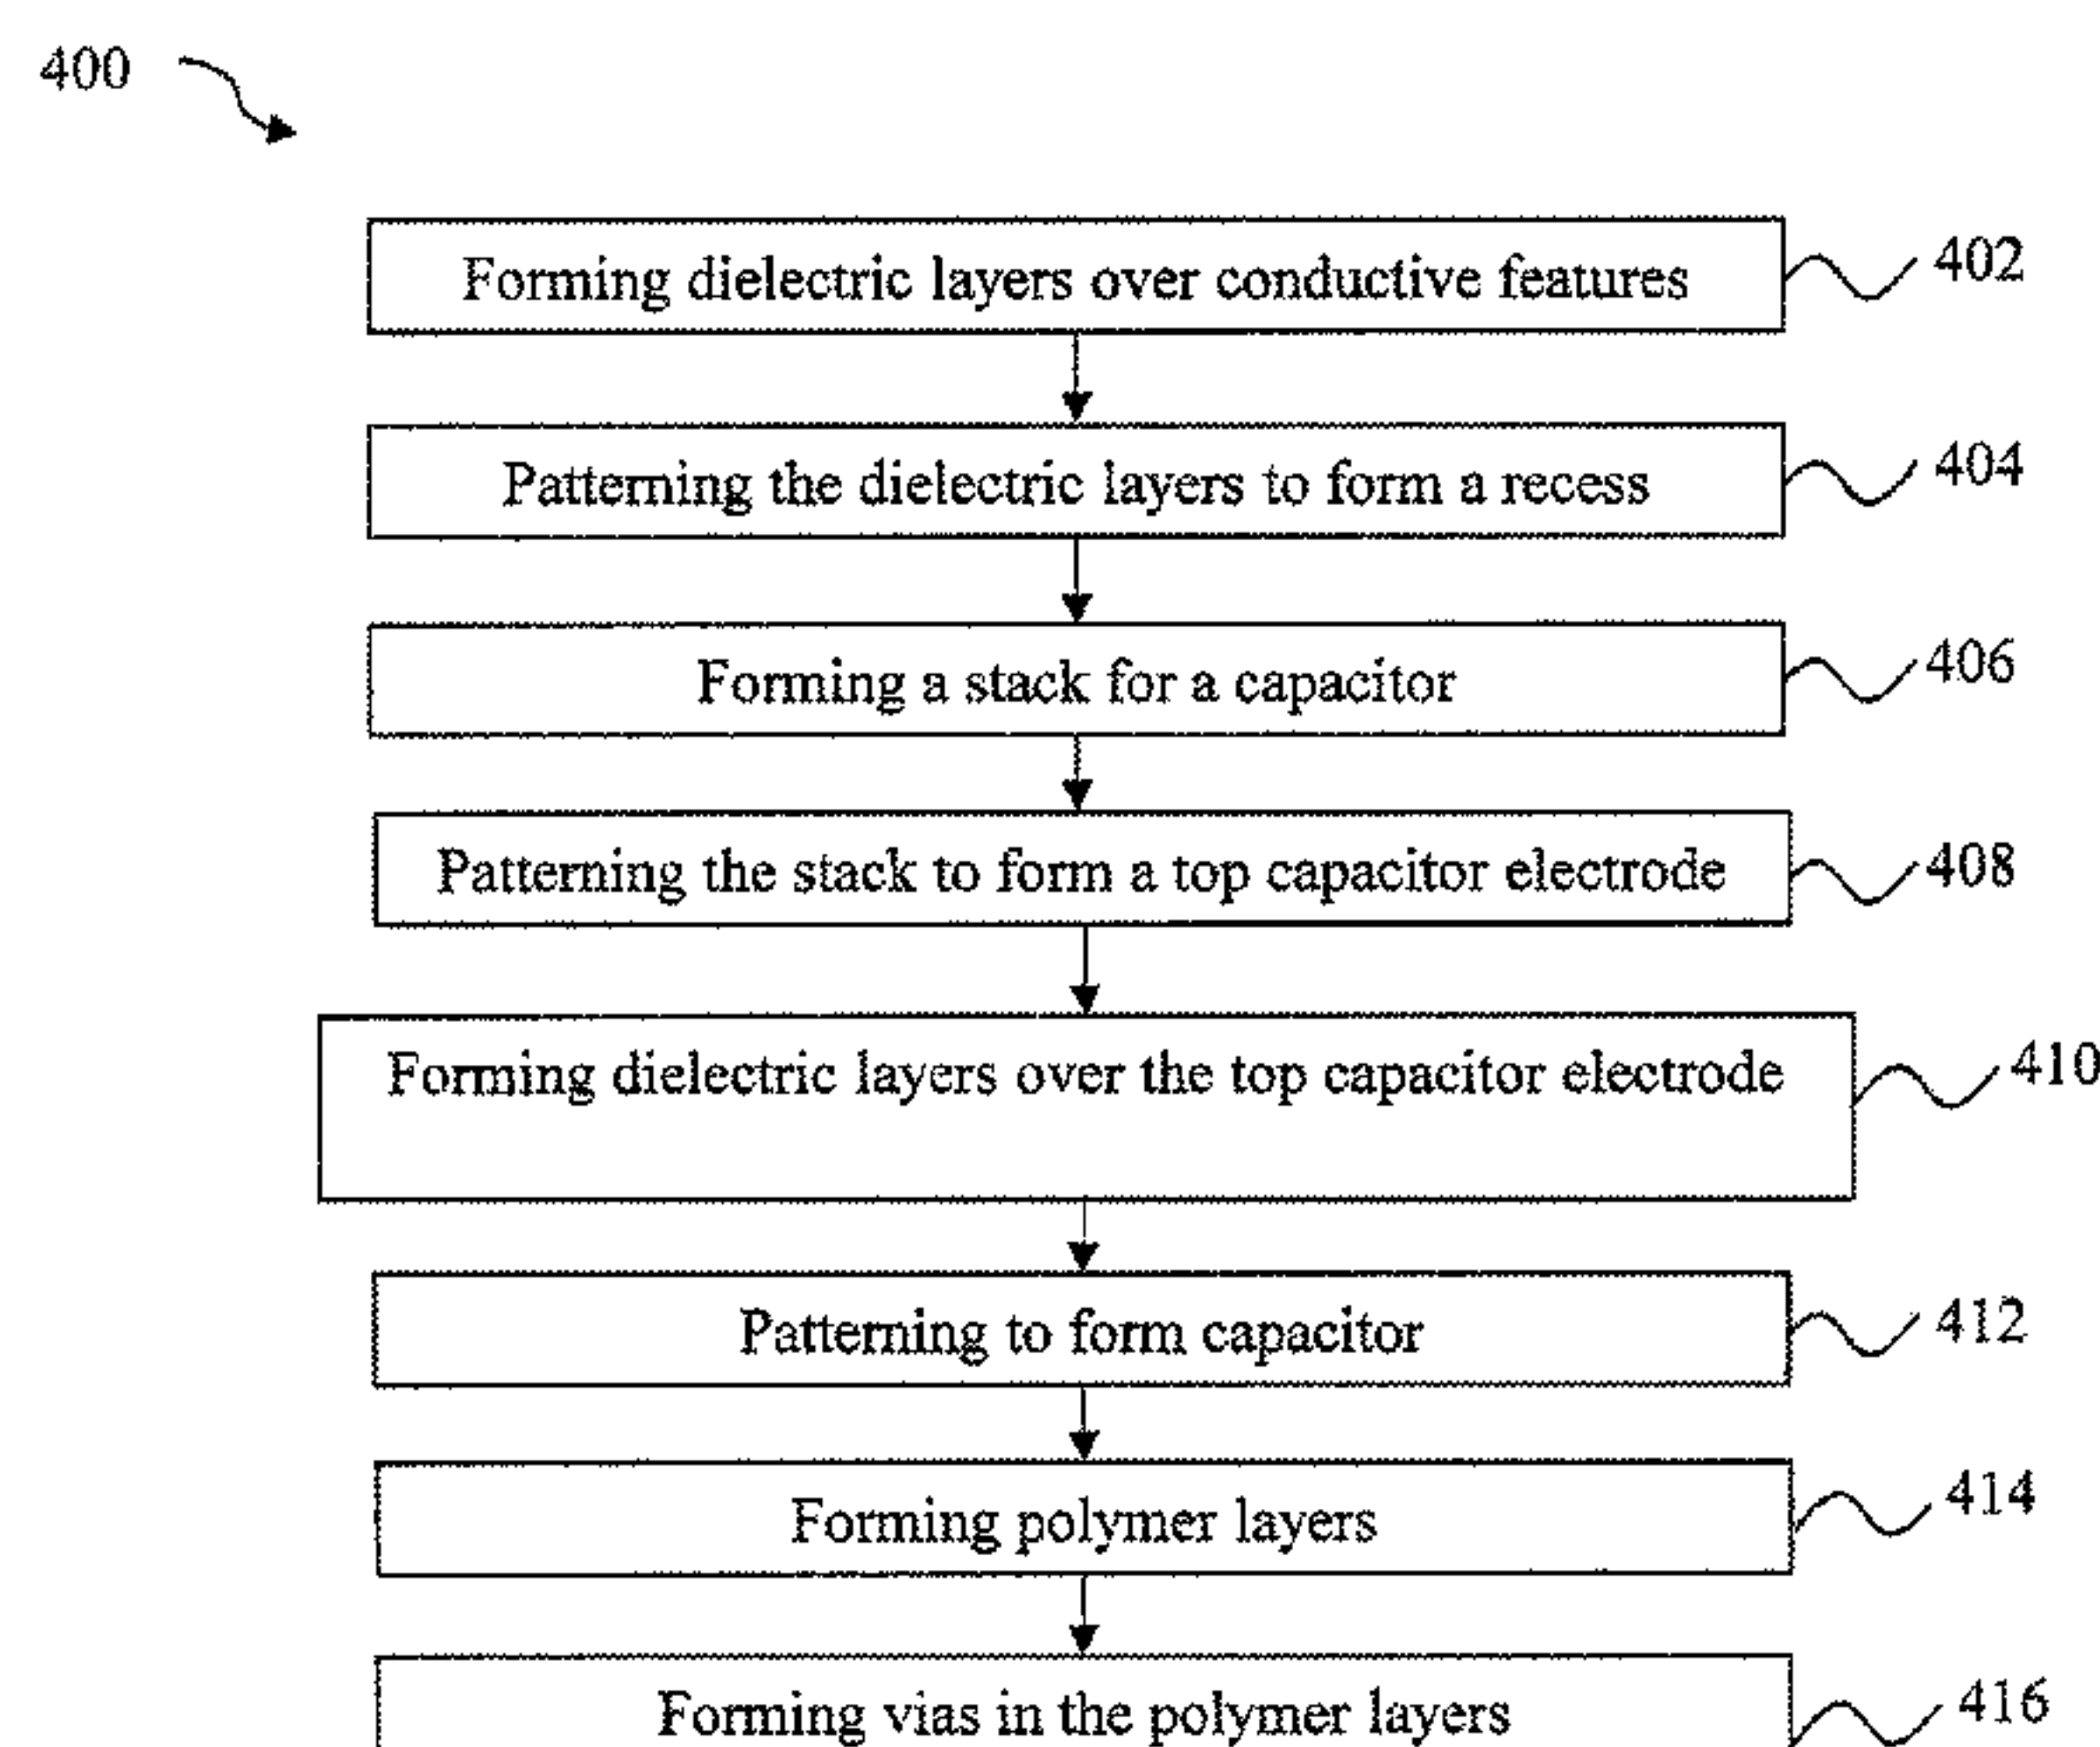 400
Forming dielectric layers over conductive features 402
Patterning the dielectric layers to form a recess 404
Forming a stack for a capacitor 406
Patterning the stack to form a top capacitor electrode 408
Forming dielectric layers over the top capacitor electrode 410
Patterning to form capacitor 412
Forming polymer layers 414
Forming vias in the polymer layers 416